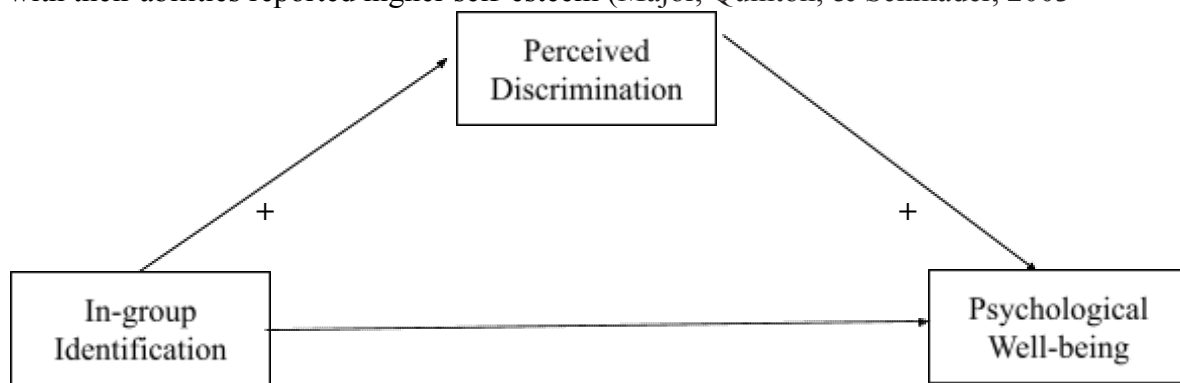 with their abilities reported higher self-esteem (Major, Quinton, & Schmader, 2003
Perceived
Discrimination
+
+
In-group
Identification
Psychological
Well-being